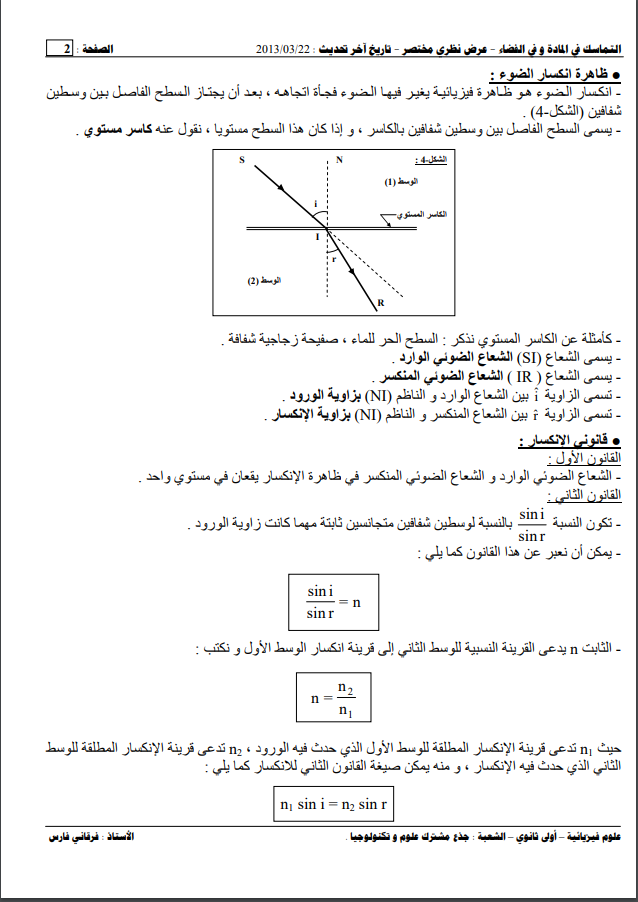 التماسك في المادة و في الفضاء - عرض نظري مختصر - تاريخ آخر تحديث : 2013/03/22 الصفحة : 2
● ظاهرة انكسار الضوء :
- انكسار الضوء هو ظاهرة فيزيائية يغير فيها الضوء فجأة اتجاهه ، بعد أن يجتاز السطح الفاصل بين وسطين
شفافين (الشكل-4) .
- يسمى السطح الفاصل بين وسطين شفافين بالكاسر ، و إذا كان هذا السطح مستويا ، نقول عنه كاسر مستوي .
الشكل-4 :
S
N
الوسط (1)
i
الكاسر المستوي
I
r
الوسط (2)
R
- كأمثلة عن الكاسر المستوي نذكر : السطح الحر للماء ، صفيحة زجاجية شفافة .
- يسمى الشعاع (SI) الشعاع الضوئي الوارد .
- يسمى الشعاع ( IR ) الشعاع الضوئي المنكسر .
- تسمى الزاوية î بين الشعاع الوارد و الناظم (NI) بزاوية الورود .
- تسمى الزاوية r̂ بين الشعاع المنكسر و الناظم (NI) بزاوية الإنكسار .
● قانوني الإنكسار :
القانون الأول :
- الشعاع الضوئي الوارد و الشعاع الضوئي المنكسر في ظاهرة الإنكسار يقعان في مستوي واحد .
القانون الثاني :
- تكون النسبة sin i / sin r بالنسبة لوسطين شفافين متجانسين ثابتة مهما كانت زاوية الورود .
- يمكن أن نعبر عن هذا القانون كما يلي :
sin i / sin r = n
- الثابت n يدعى القرينة النسبية للوسط الثاني إلى قرينة انكسار الوسط الأول و نكتب :
n = n₂ / n₁
حيث n₁ تدعى قرينة الإنكسار المطلقة للوسط الأول الذي حدث فيه الورود ، n₂ تدعى قرينة الإنكسار المطلقة للوسط
الثاني الذي حدث فيه الإنكسار ، و منه يمكن صيغة القانون الثاني للانكسار كما يلي :
n₁ sin i = n₂ sin r
علوم فيزيائية - أولى ثانوي - الشعبة : جذع مشترك علوم و تكنولوجيا . الأستاذ : فرقاني فارس